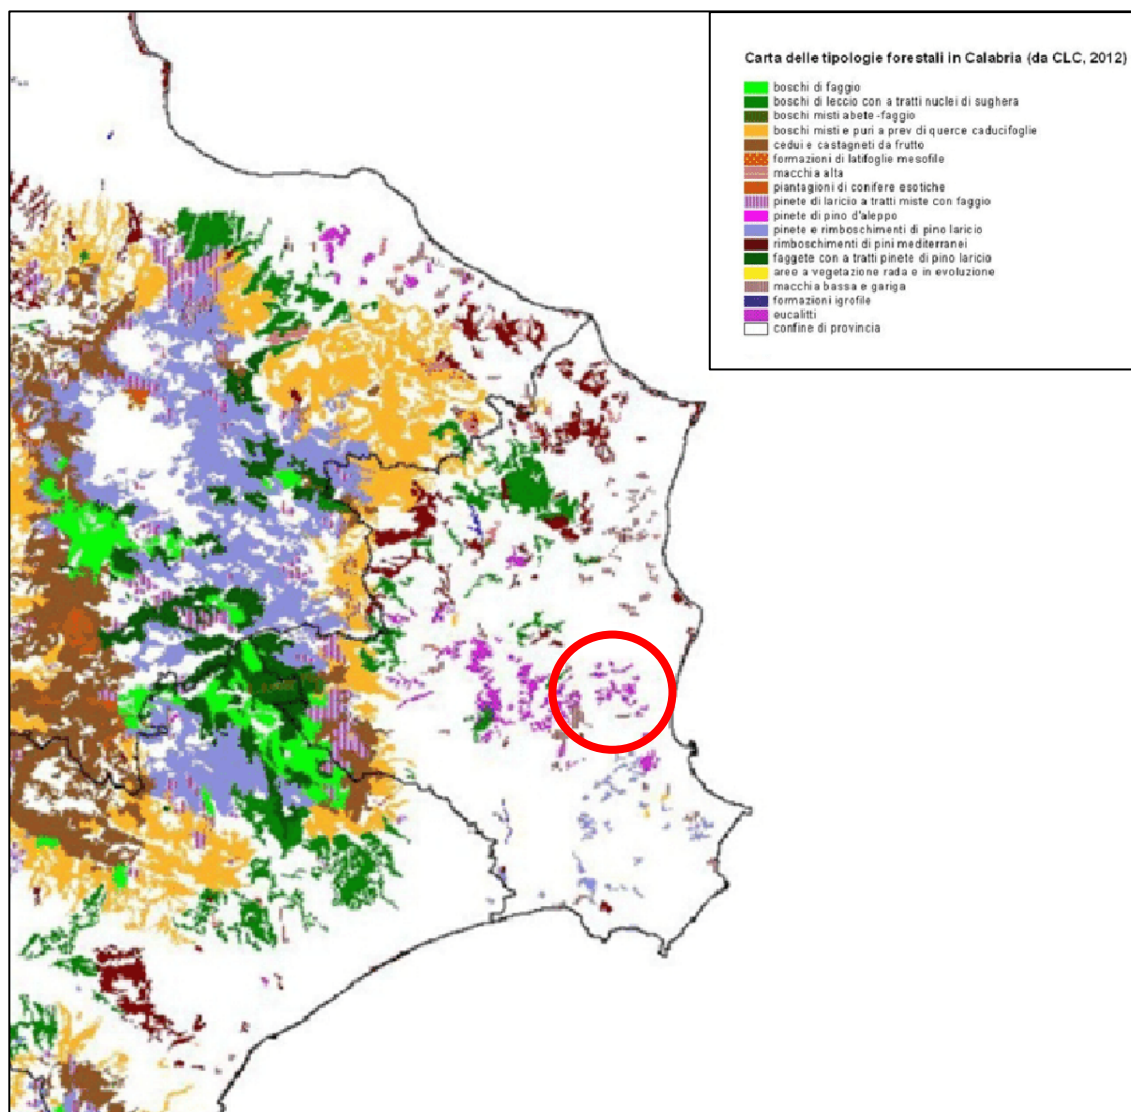 Carta delle tipologie forestali in Calabria (da CLC, 2012)
boschi di faggio
boschi di leccio con a tratti nuclei di sughera
boschi misti abete-faggio
boschi misti e puri a prev di querce caducifoglie
cedui e castagneti da frutto
formazioni di latifoglie mesofile
macchia alta
piantagioni di conifere esotiche
pinete di laricio a tratti miste con faggio
pinete di pino d'aleppo
pinete e rimboschimenti di pino laricio
rimboschimenti di pini mediterranei
faggete con a tratti pinete di pino laricio
aree a vegetazione rada e in evoluzione
macchia bassa e gariga
formazioni igrofile
eucalitti
confine di provincia